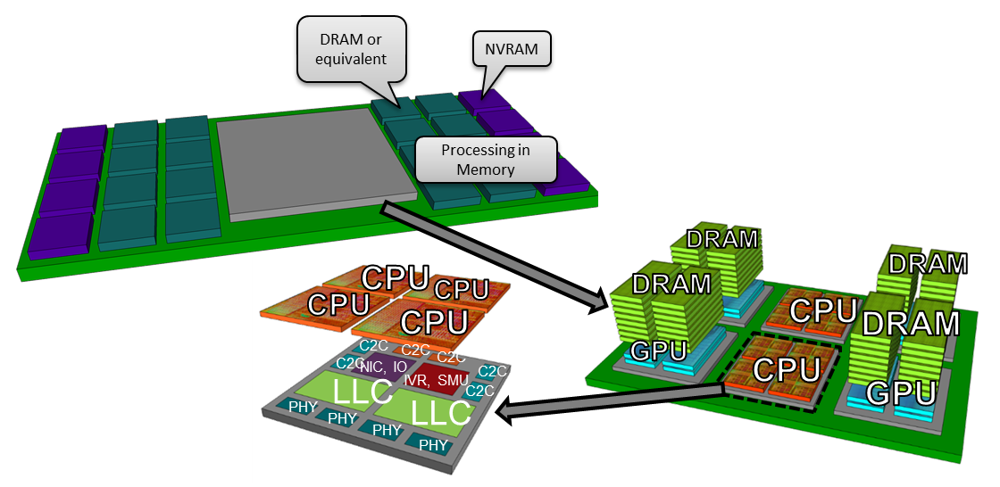 DRAM or
equivalent
NVRAM
Processing in
Memory
DRAM
DRAM
DRAM
DRAM
GPU
CPU
CPU
GPU
CPU
CPU
CPU
CPU
C2C
C2C
C2C
C2C
C2C
C2C
NIC, IO
IVR, SMU
LLC
LLC
PHY
PHY
PHY
PHY